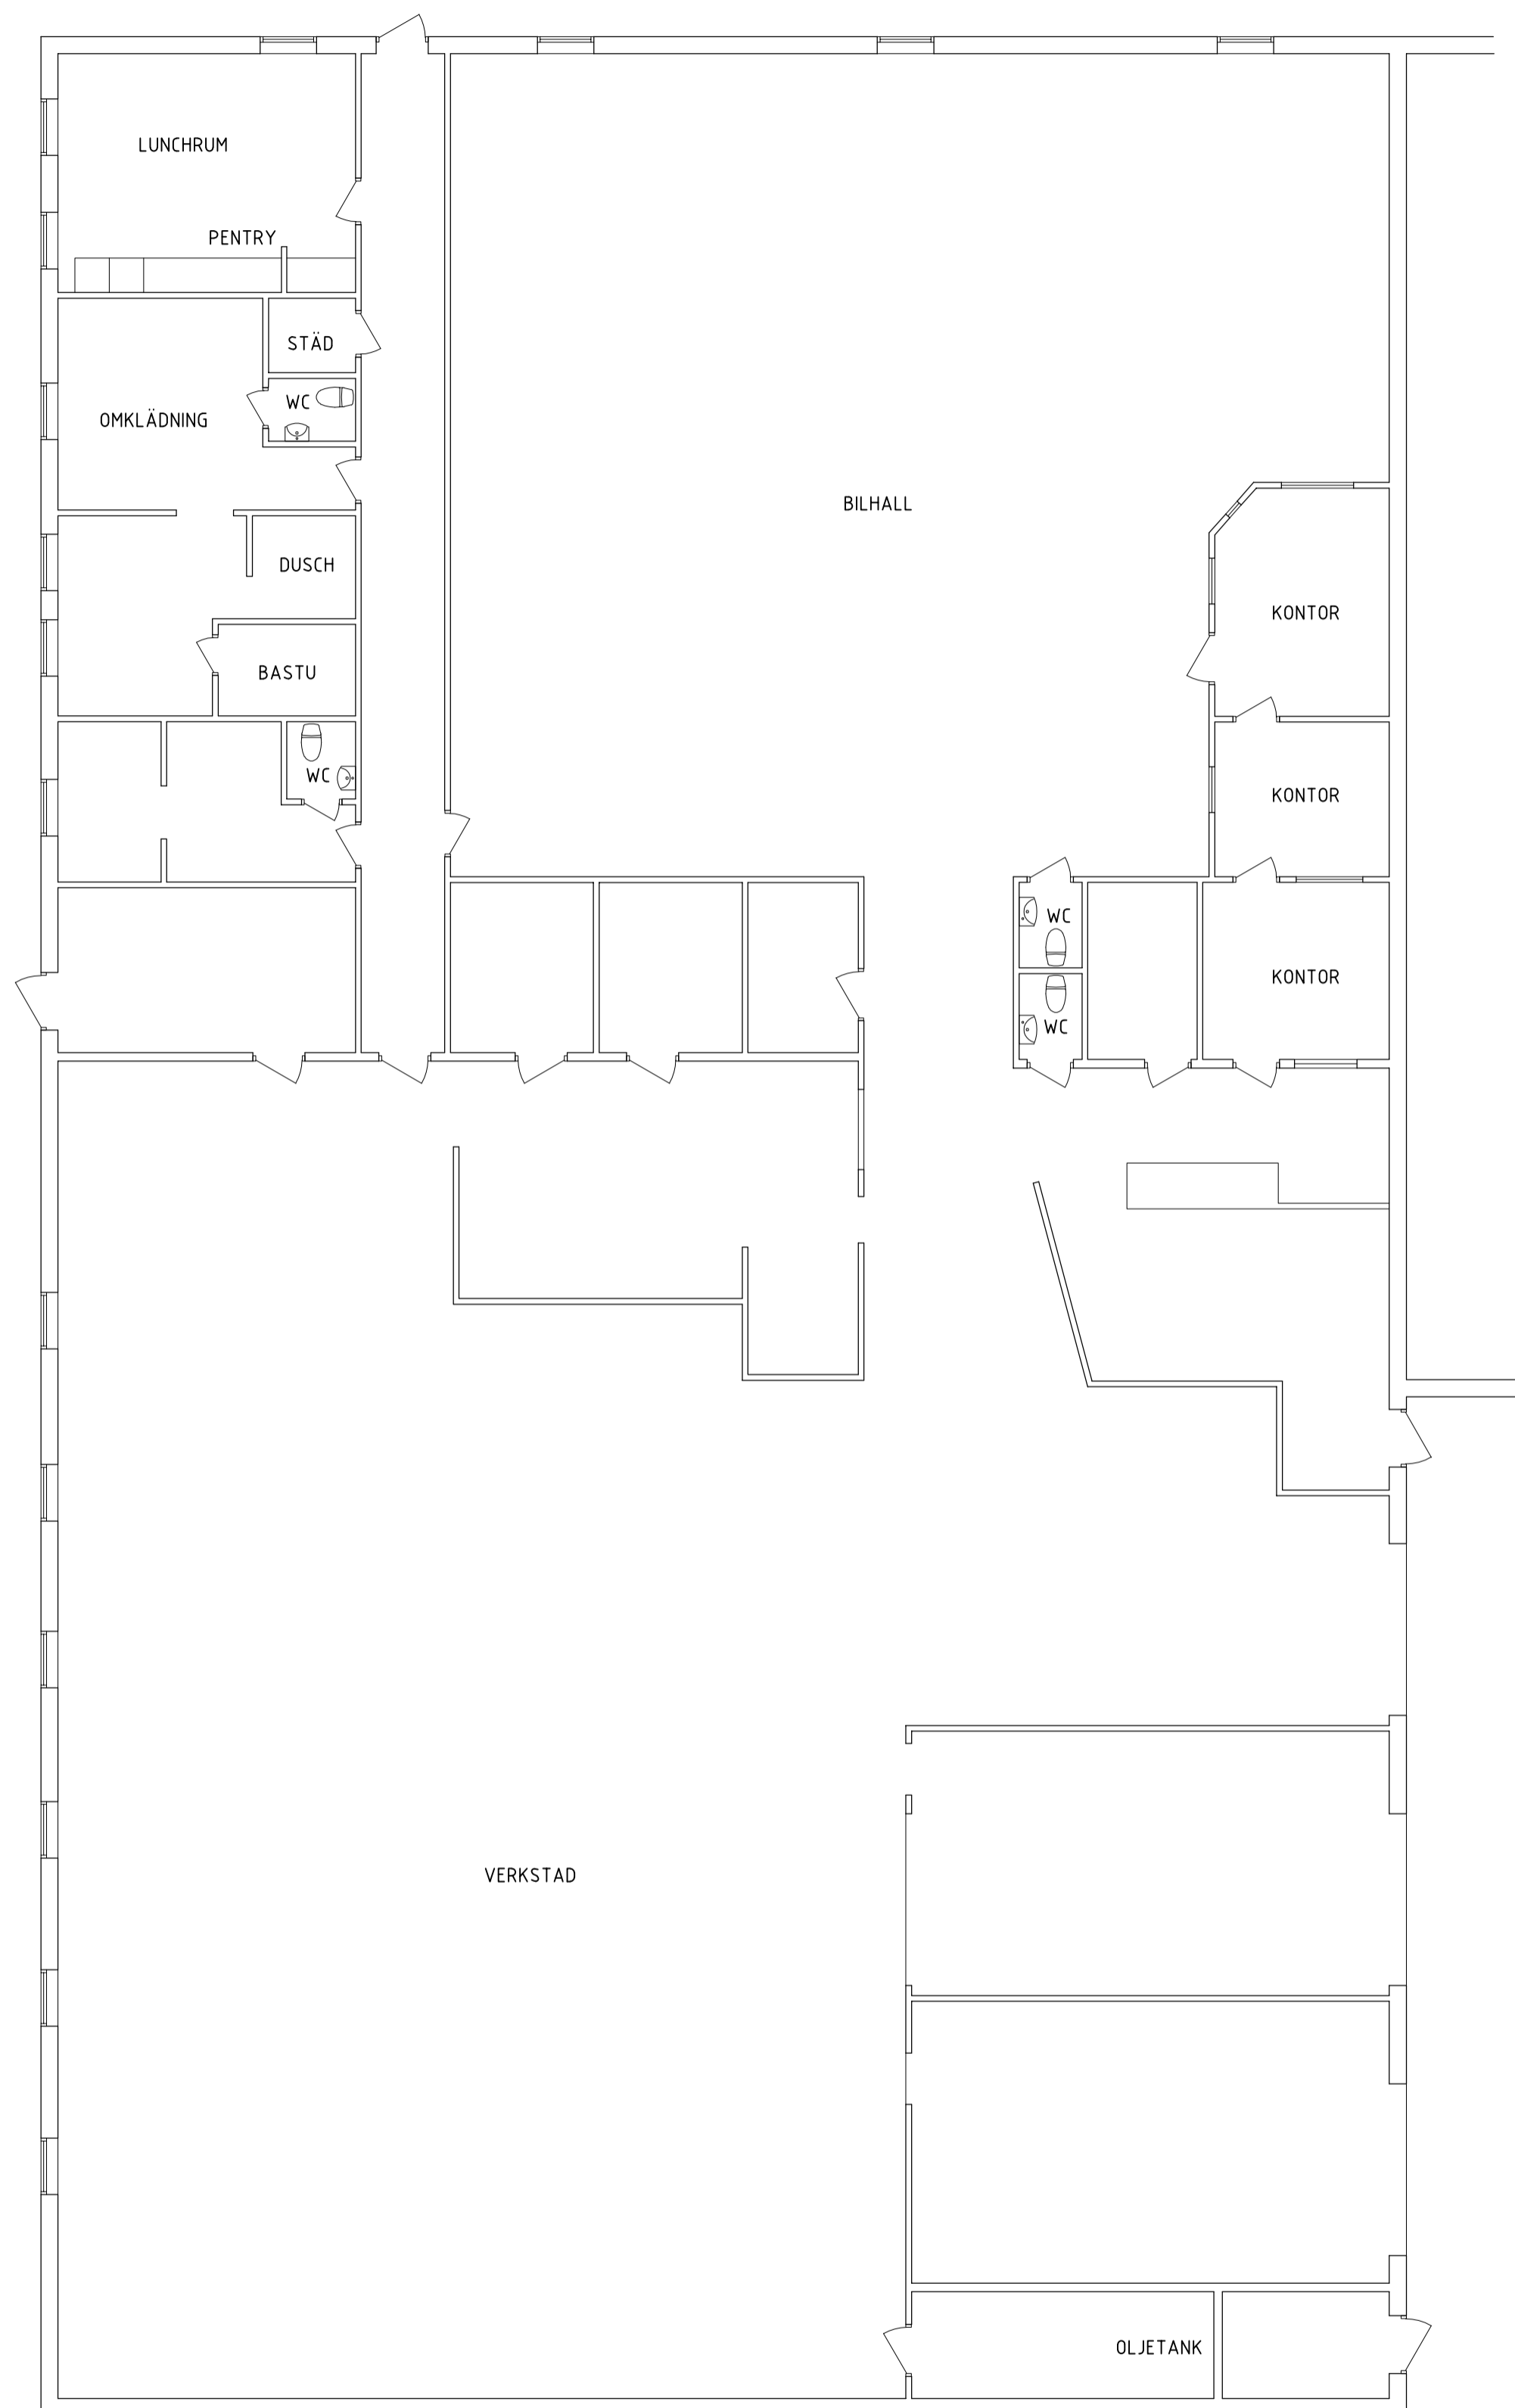 LUNCHRUM
PENTRY
STÄD
WC
OMKLÄDNING
BILHALL
DUSCH
KONTOR
BASTU
WC
KONTOR
WC
KONTOR
WC
VERKSTAD
OLJETANK